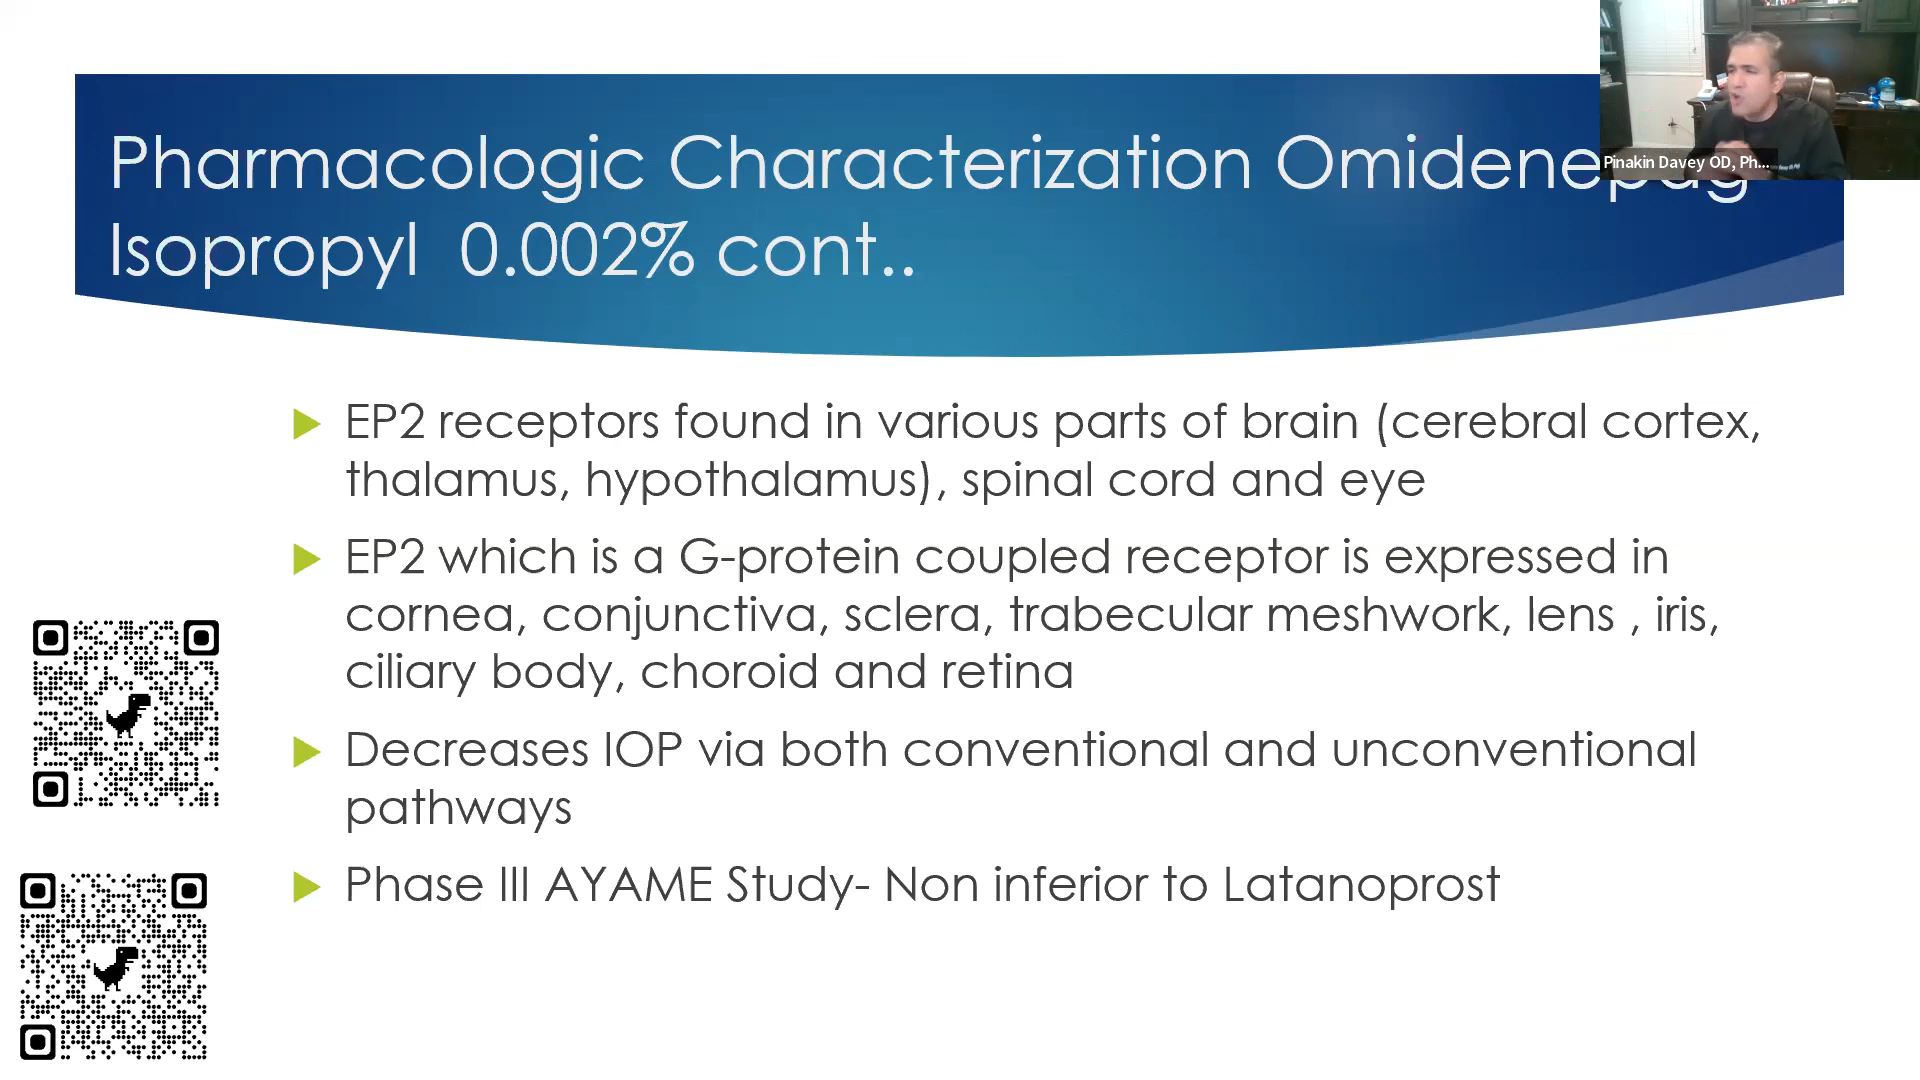 Pharmacologic Characterization Omidenepag
Isopropyl 0.002% cont..
Pinakin Davey OD, Ph...
EP2 receptors found in various parts of brain (cerebral cortex,
thalamus, hypothalamus), spinal cord and eye
EP2 which is a G-protein coupled receptor is expressed in
cornea, conjunctiva, sclera, trabecular meshwork, lens , iris,
ciliary body, choroid and retina
Decreases IOP via both conventional and unconventional
pathways
Phase III AYAME Study- Non inferior to Latanoprost